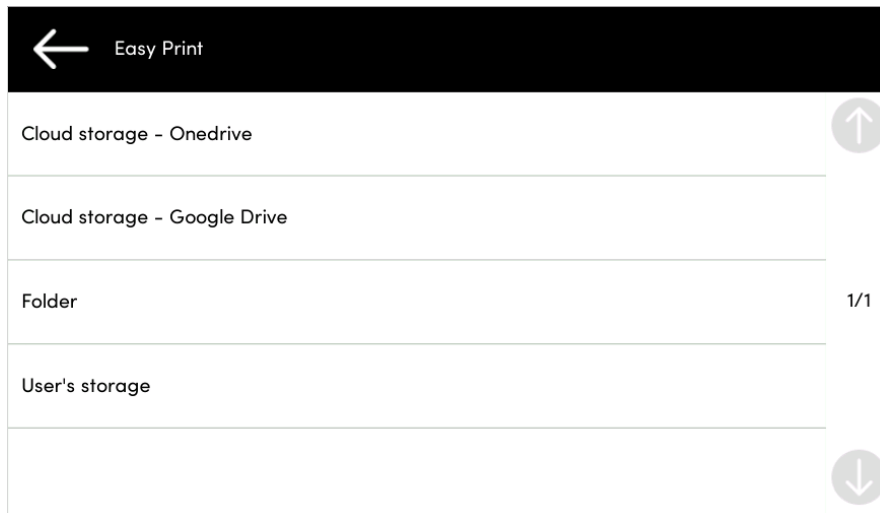 Easy Print
Cloud storage - Onedrive
Cloud storage - Google Drive
Folder
1/1
User's storage